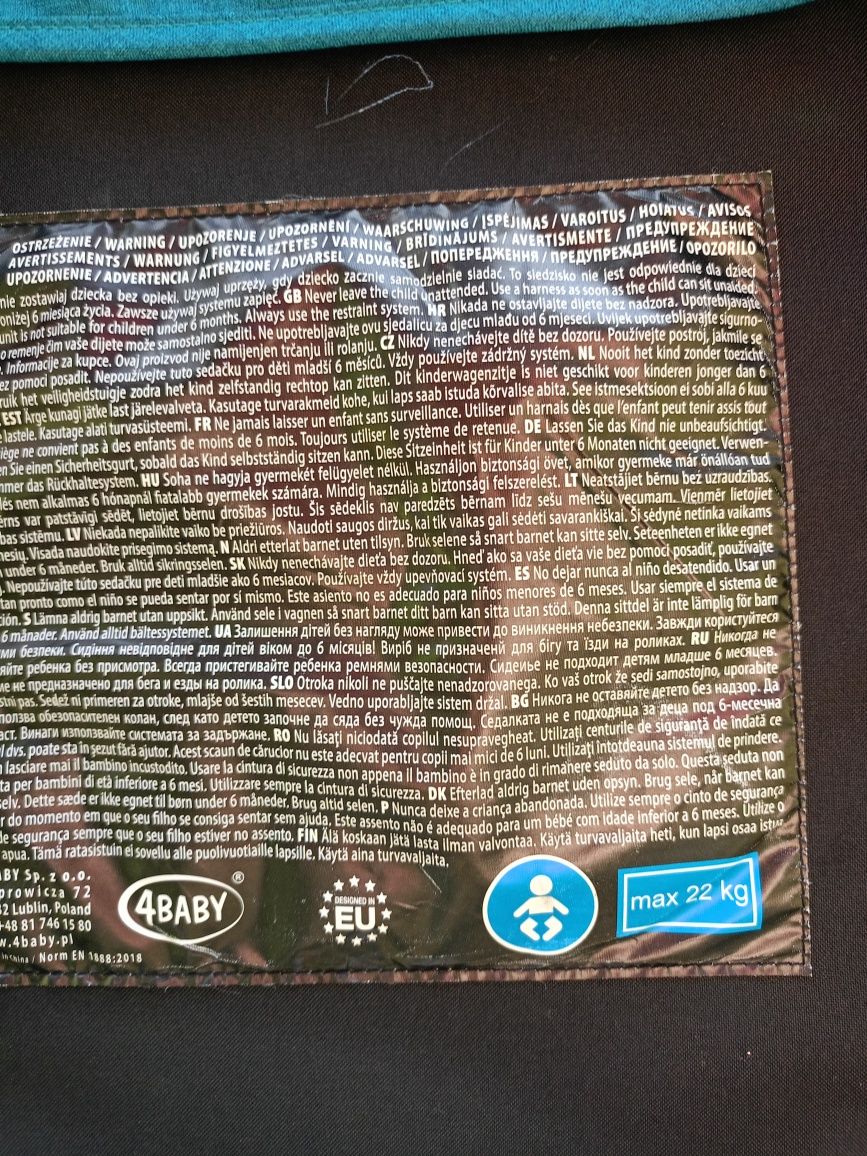 OSTRZEŻENIE / WARNING / UPOZORENJE / UPOZORNĚNÍ / WAARSCHUWING / ĮSPĖJIMAS / VAROITUS / HOIATUS / AVISOS
AVERTISSEMENTS / WARNUNG / FIGYELMEZTETES / VARNING / BRĪDINĀJUMS / AVERTISMENTE / ПРЕДУПРЕЖДЕНИЕ
UPOZORNENIE / ADVERTENCIA / ATTENZIONE / ADVARSEL / ADVARSEL / ПОПЕРЕДЖЕННЯ / ПРЕДУПРЕЖДЕНИЕ / OPOZORILO
nie zostawiaj dziecka bez opieki. Używaj uprzęży, gdy dziecko zacznie samodzielnie siadać. To siedzisko nie jest odpowiednie dla dzieci
poniżej 6 miesiąca życia. Zawsze używaj systemu zapięć. GB Never leave the child unattended. Use a harness as soon as the child can sit unaided.
unit is not suitable for children under 6 months. Always use the restraint system. HR Nikada ne ostavljajte dijete bez nadzora. Upotrebljavajte
remenje čim vaše dijete može samostalno sjediti. Ne upotrebljavajte ovu sjedalicu za djecu mlađu od 6 mjeseci. Uvijek upotrebljavajte sigurno-
Informacije za kupce. Ovaj proizvod nije namijenjen trčanju ili rolanju. CZ Nikdy nenechávejte dítě bez dozoru. Používejte postroj, jakmile se
bez pomoci posadit. Nepoužívejte tuto sedačku pro děti mladší 6 měsíců. Vždy používejte zádržný systém. NL Nooit het kind zonder toezicht
ruik het veiligheidstuigje zodra het kind zelfstandig rechtop kan zitten. Dit kinderwagenzitje is niet geschikt voor kinderen jonger dan 6
EST Ärge kunagi jätke last järelevalveta. Kasutage turvarakmeid kohe, kui laps saab istuda kõrvalise abita. See istmesektsioon ei sobi alla 6 kuu
lastele. Kasutage alati turvasüsteemi. FR Ne jamais laisser un enfant sans surveillance. Utiliser un harnais dès que l'enfant peut tenir assis tout
siège ne convient pas à des enfants de moins de 6 mois. Toujours utiliser le système de retenue. DE Lassen Sie das Kind nie unbeaufsichtigt.
en Sie einen Sicherheitsgurt, sobald das Kind selbstständig sitzen kann. Diese Sitzeinheit ist für Kinder unter 6 Monaten nicht geeignet. Verwen-
mmer das Rückhaltesystem. HU Soha ne hagyja gyermekét felügyelet nélkül. Használjon biztonsági övet, amikor gyermeke már önállóan tud
lés nem alkalmas 6 hónapnál fiatalabb gyermekek számára. Mindig használja a biztonsági felszerelést. LT Neatstājiet bērnu bez uzraudzības.
ērns var patstāvīgi sēdēt, lietojiet bērnu drošības jostu. Šis sēdeklis nav paredzēts bērnam līdz sešu mēnešu vecumam. Vienmēr lietojiet
bas sistēmu. LV Niekada nepalikite vaiko be priežiūros. Naudoti saugos diržus, kai tik vaikas gali sėdėti savarankiškai. Ši sėdynė netinka vaikams
nesių. Visada naudokite prisegimo sistemą. N Aldri etterlat barnet uten tilsyn. Bruk selene så snart barnet kan sitte selv. Seteenheten er ikke egnet
under 6 måneder. Bruk alltid sikringsselen. SK Nikdy nenechávajte dieťa bez dozoru. Hneď ako sa vaše dieťa vie bez pomoci posadiť, používajte
Nepoužívajte túto sedačku pre deti mladšie ako 6 mesiacov. Používajte vždy upevňovací systém. ES No dejar nunca al niño desatendido. Usar un
tan pronto como el niño se pueda sentar por sí mismo. Este asiento no es adecuado para niños menores de 6 meses. Usar siempre el sistema de
ción. S Lämna aldrig barnet utan uppsikt. Använd sele i vagnen så snart barnet ditt barn kan sitta utan stöd. Denna sittdel är inte lämplig för barn
6 månader. Använd alltid bältessystemet. UA Залишення дітей без нагляду може привести до виникнення небезпеки. Завжди користуйтеся
ми безпеки. Сидіння невідповідне для дітей віком до 6 місяців! Виріб не призначений для бігу та їзди на роликах. RU Никогда не
яйте ребенка без присмотра. Всегда пристегивайте ребенка ремнями безопасности. Сиденье не подходит детям младше 6 месяцев.
ие не предназначено для бега и езды на ролика. SLO Otroka nikoli ne puščajte nenadzorovanega. Ko vaš otrok že sedi samostojno, uporabite
stni pas. Sedež ni primeren za otroke, mlajše od šestih mesecev. Vedno uporabljajte sistem držal. BG Никога не оставяйте детето без надзор. Да
ползва обезопасителен колан, след като детето започне да сяда без чужда помощ. Седалката не е подходяща за деца под 6-месечна
аст. Винаги използвайте системата за задържане. RO Nu lăsați niciodată copilul nesupravegheat. Utilizați centurile de siguranță de îndată ce
l dvs. poate sta in șezut fără ajutor. Acest scaun de cărucior nu este adecvat pentru copii mai mici de 6 luni. Utilizați intotdeauna sistemul de prindere.
lasciare mai il bambino incustodito. Usare la cintura di sicurezza non appena il bambino è in grado di rimanere seduto da solo. Questa seduta non
ta per bambini di età inferiore a 6 mesi. Utilizzare sempre la cintura di sicurezza. DK Efterlad aldrig barnet uden opsyn. Brug sele, når barnet kan
selv. Dette sæde er ikke egnet til børn under 6 måneder. Brug altid selen. P Nunca deixe a criança abandonada. Utilize sempre o cinto de segurança
r do momento em que o seu filho se consiga sentar sem ajuda. Este assento não é adequado para um bébé com idade inferior a 6 meses. Utilize o
de segurança sempre que o seu filho estiver no assento. FIN Älä koskaan jätä lasta ilman valvontaa. Käytä turvavaljaita heti, kun lapsi osaa istua
apua. Tämä ratasistuin ei sovellu alle puolivuotiaille lapsille. Käytä aina turvavaljaita.
ABY Sp. z o.o.
orowicza 72
2 Lublin, Poland
+48 81 746 15 80
w.4baby.pl
in China / Norm EN 1888:2018
4BABY®
DESIGNED IN
EU
max 22 kg